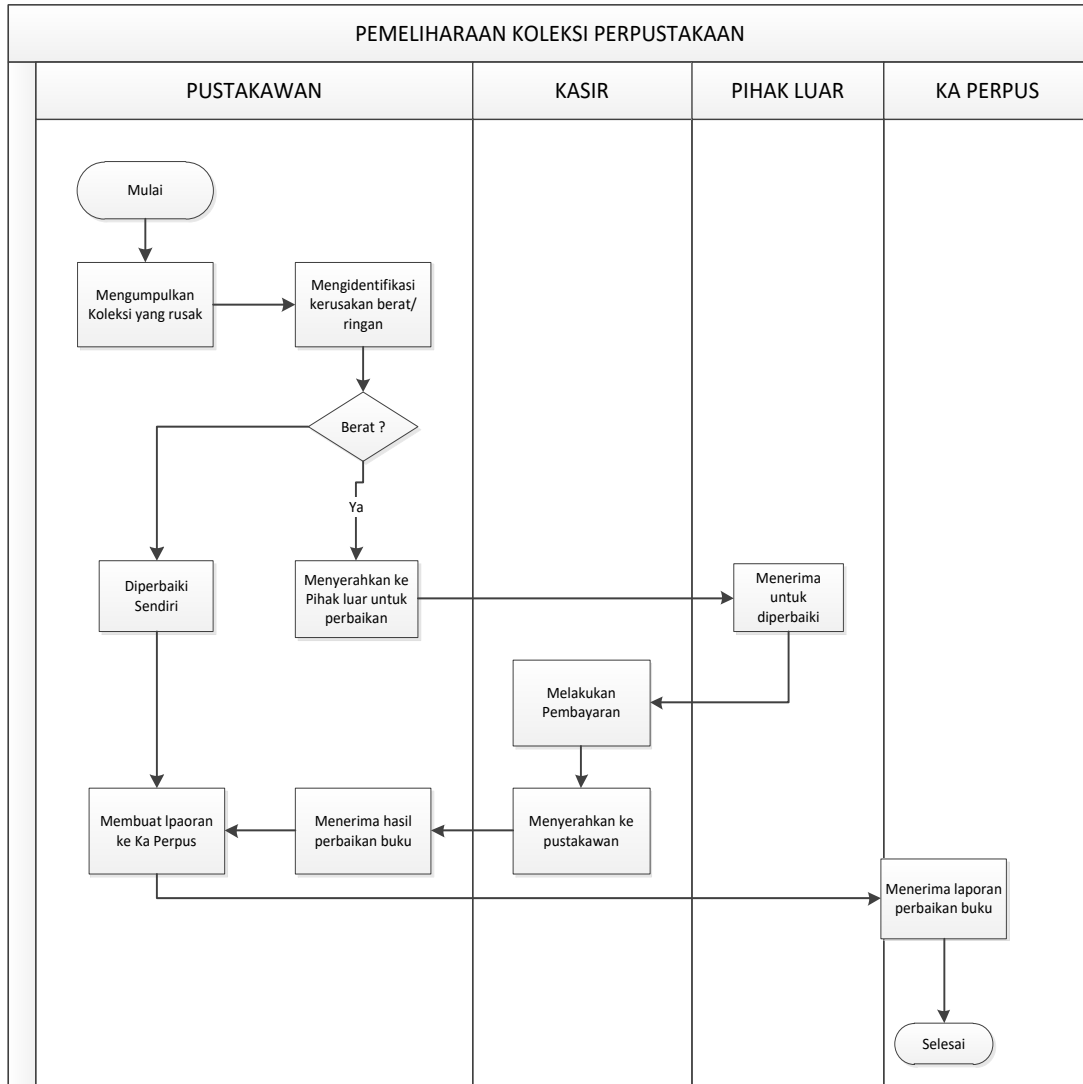 PEMELIHARAAN KOLEKSI PERPUSTAKAAN
PUSTAKAWAN
KASIR
PIHAK LUAR
KA PERPUS
Mulai
Mengumpulkan
Koleksi yang rusak
Mengidentifikasi
kerusakan berat/
ringan
Berat ?
Ya
Diperbaiki
Sendiri
Menyerahkan ke
Pihak luar untuk
perbaikan
Menerima
untuk
diperbaiki
Melakukan
Pembayaran
Membuat lpaoran
ke Ka Perpus
Menerima hasil
perbaikan buku
Menyerahkan ke
pustakawan
Menerima laporan
perbaikan buku
Selesai